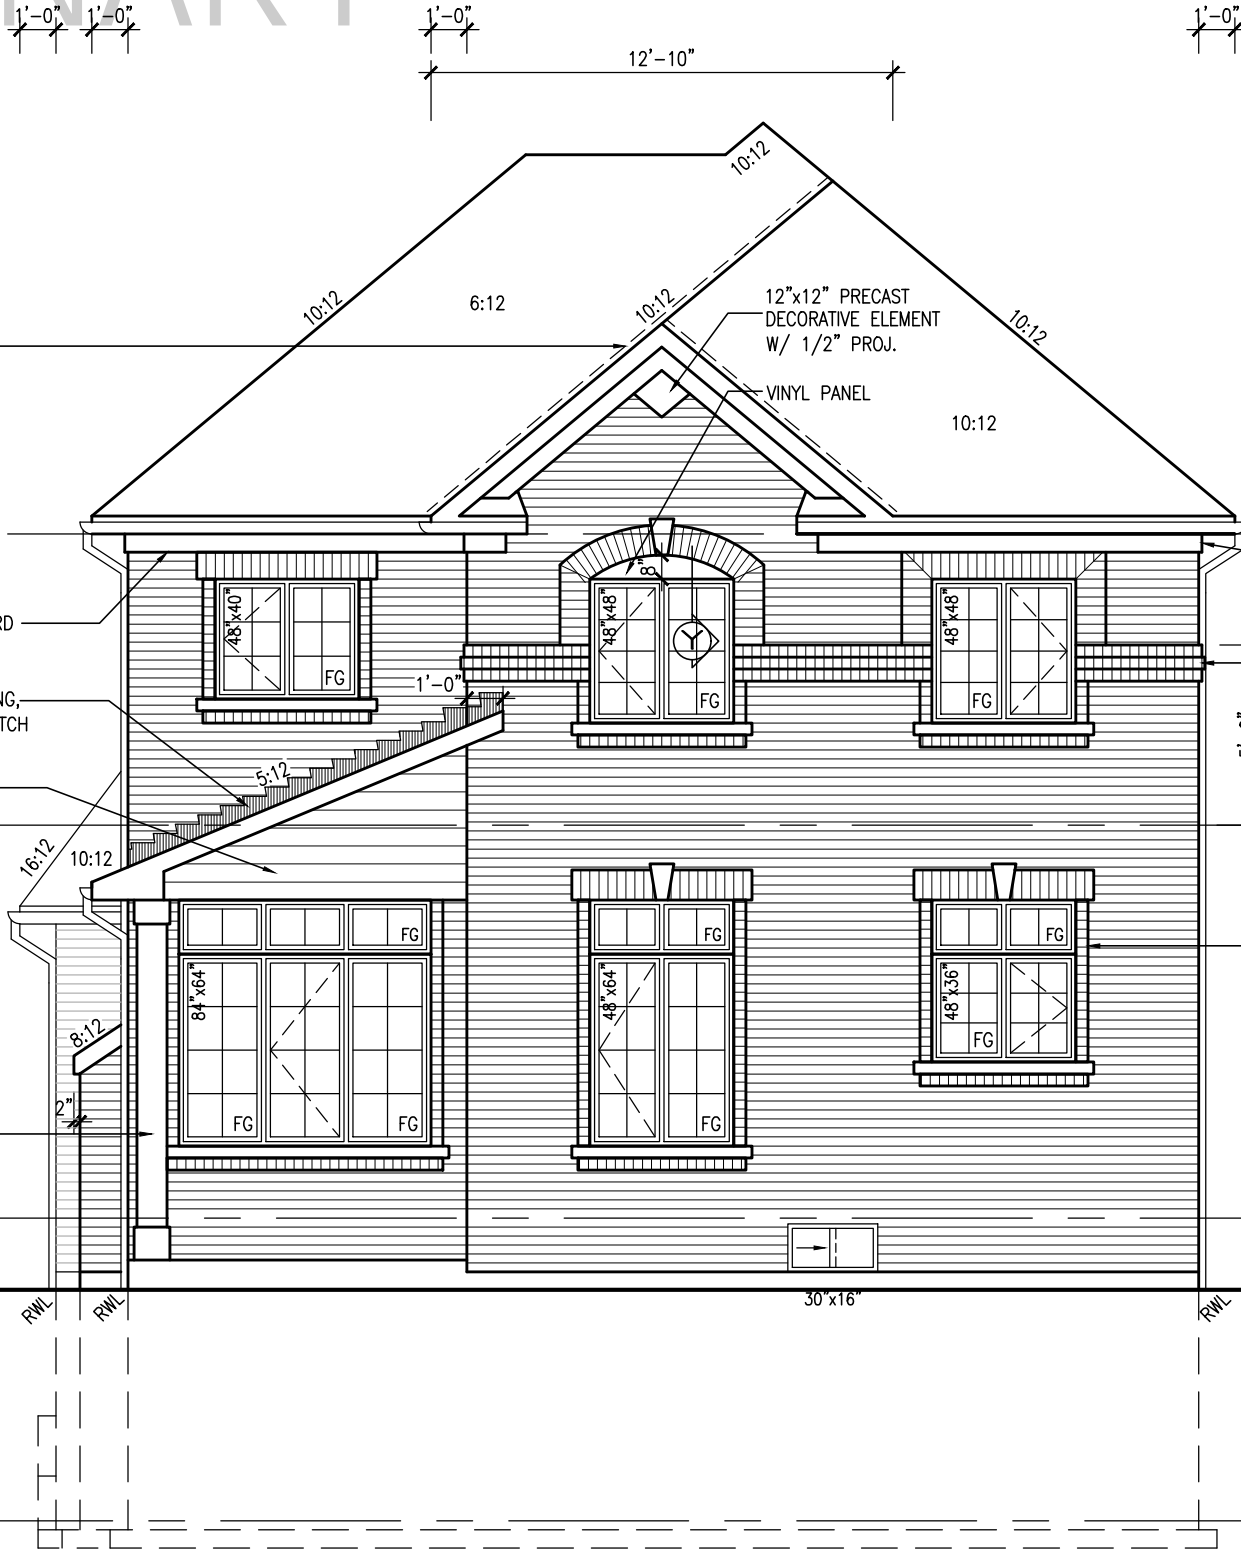 1'-0"
1'-0"
1'-0"
1'-0"
12'-10"
10:12
10:12
6:12
10:12
10:12
12"x12" PRECAST
DECORATIVE ELEMENT
W/ 1/2" PROJ.
VINYL PANEL
10:12
8"
48"x40"
48"x48"
48"x48"
Y
RD
FG
FG
FG
1'-0"
NG,
TCH
5:12
16:12
10:12
FG
FG
FG
84"x64"
48"x64"
48"x36"
8:12
FG
2"
FG
FG
RWL
RWL
30"x16"
RWL